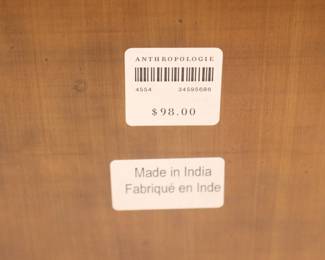 ANTHROPOLOGIE
4554 34595686
$98.00
Made in India
Fabriqué en Inde